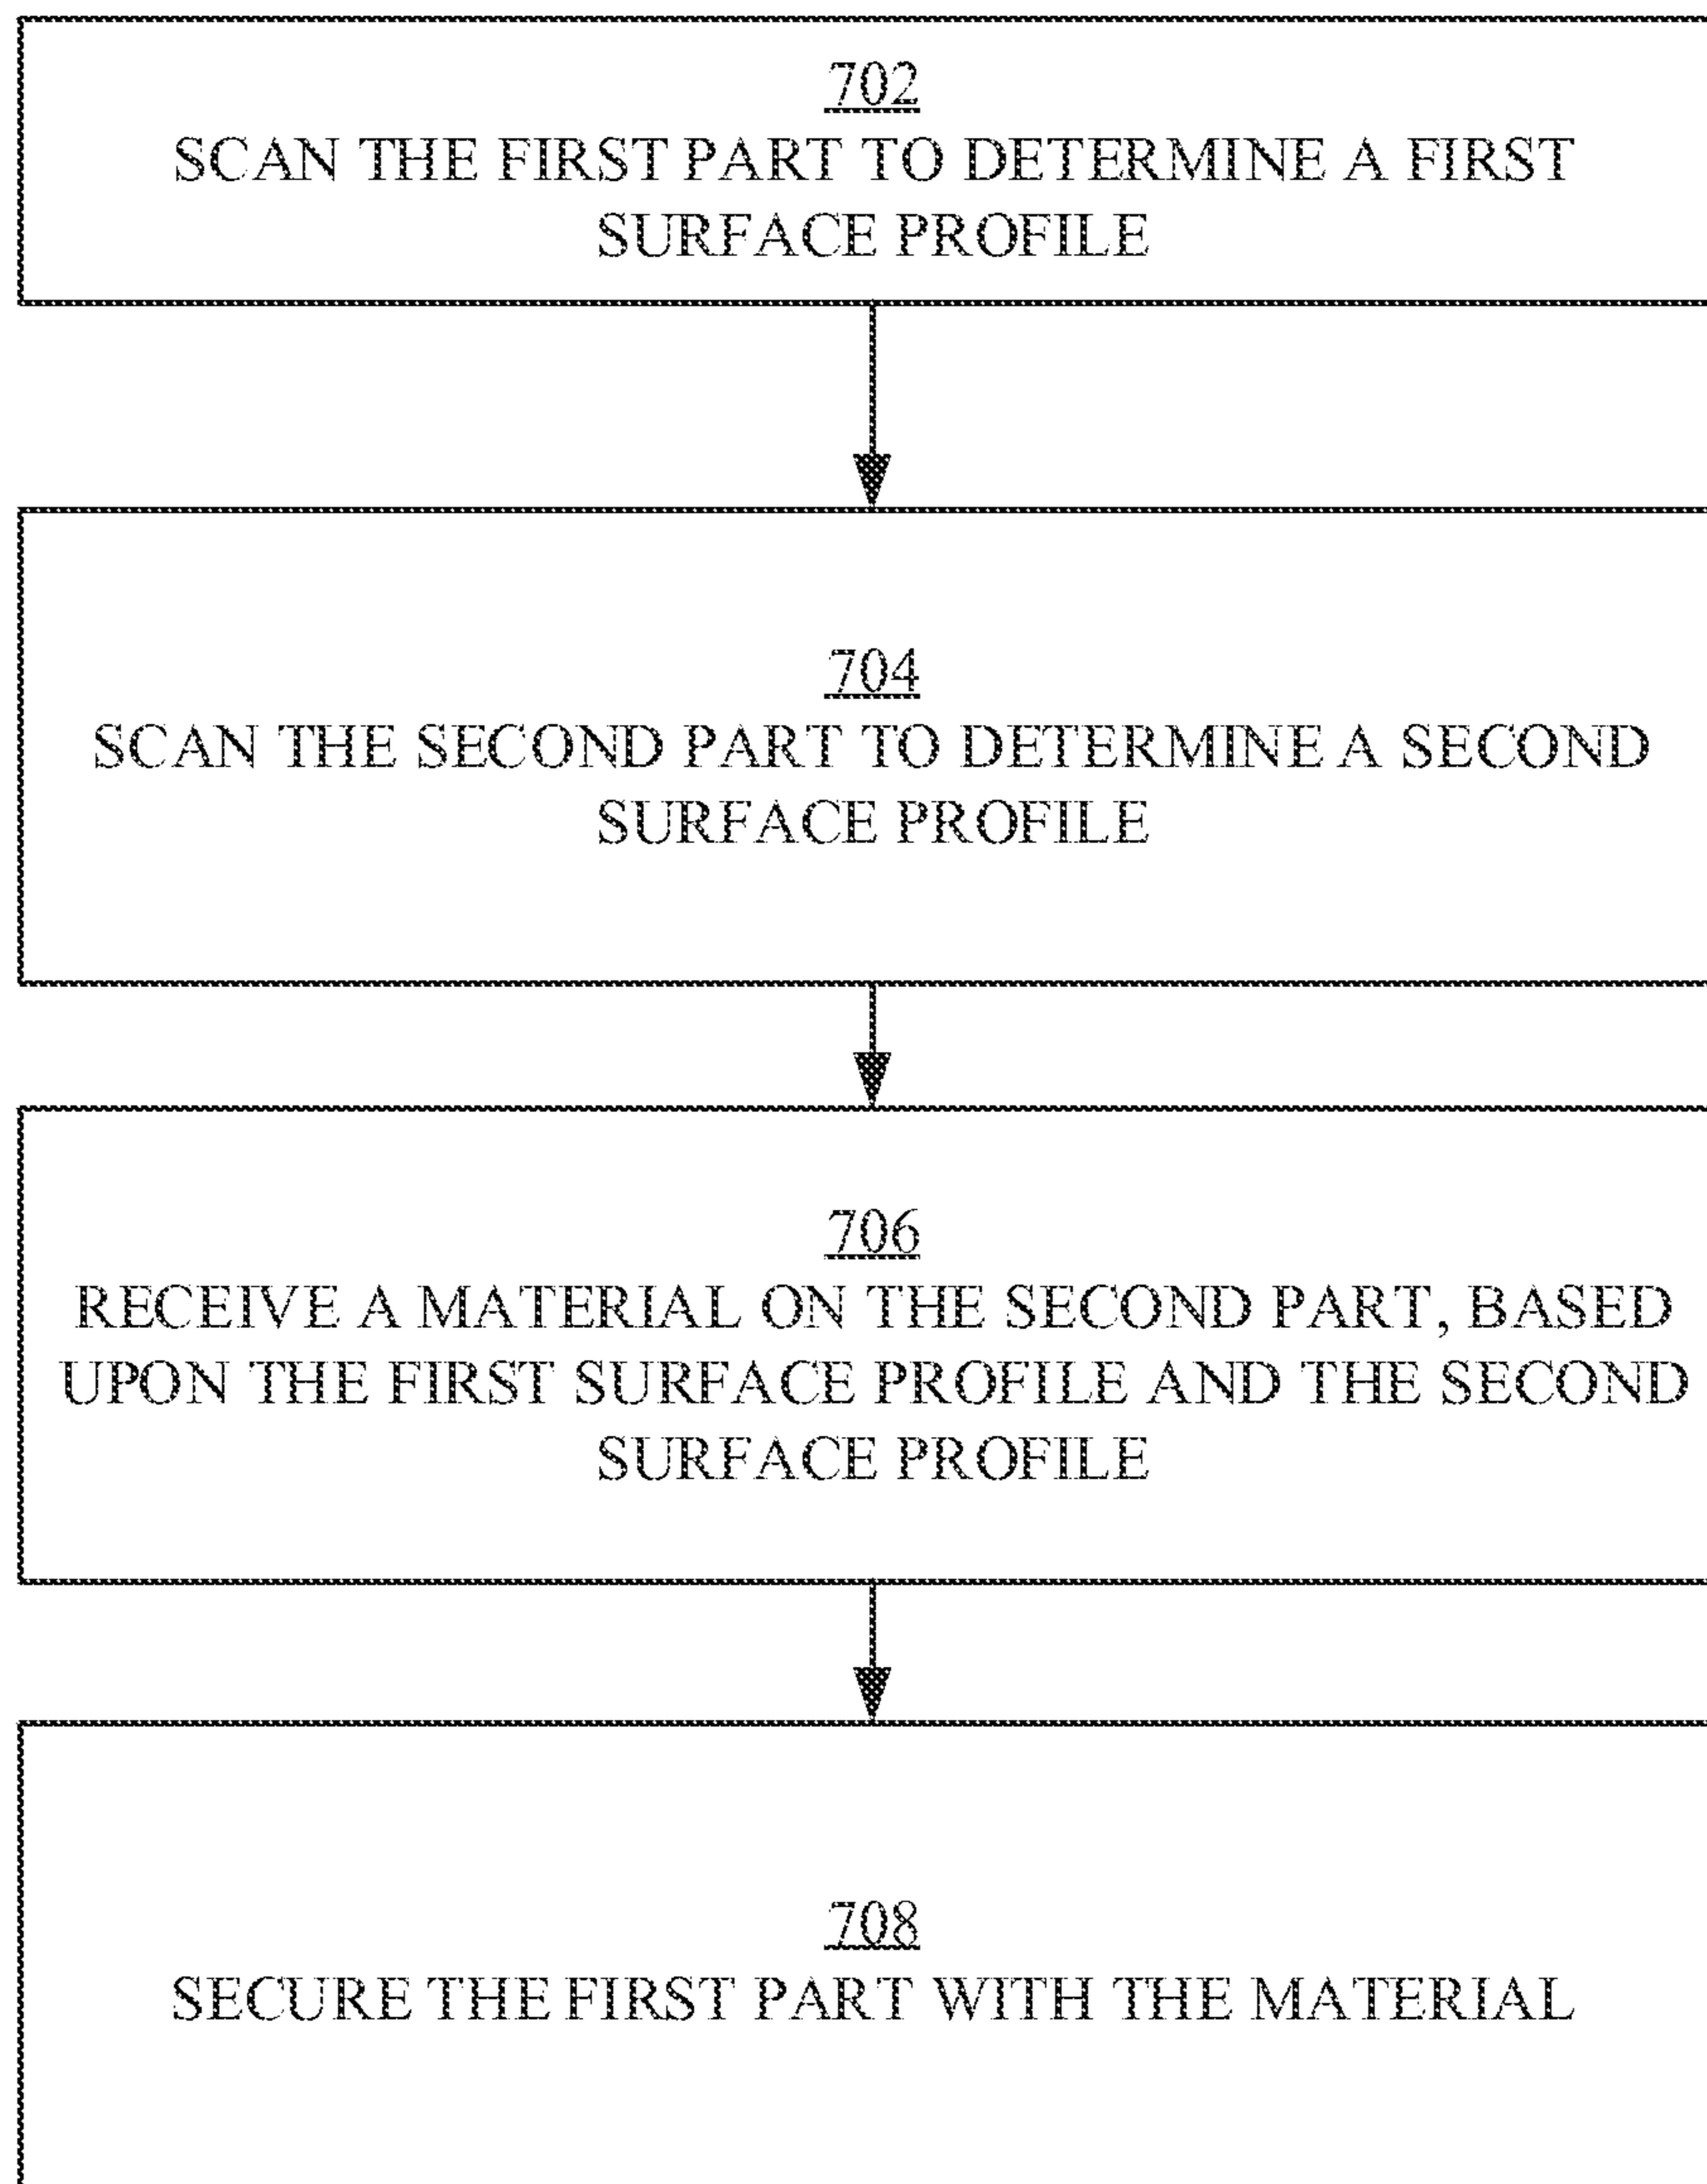 702
SCAN THE FIRST PART TO DETERMINE A FIRST
SURFACE PROFILE
704
SCAN THE SECOND PART TO DETERMINE A SECOND
SURFACE PROFILE
706
RECEIVE A MATERIAL ON THE SECOND PART, BASED
UPON THE FIRST SURFACE PROFILE AND THE SECOND
SURFACE PROFILE
708
SECURE THE FIRST PART WITH THE MATERIAL